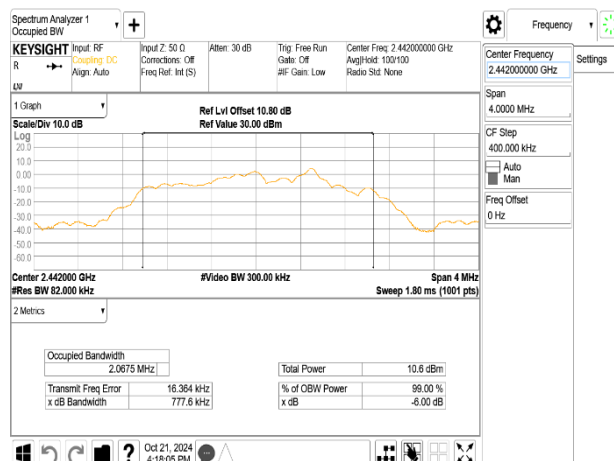 Spectrum Analyzer 1
Occupied BW
+
Frequency
KEYSIGHT
R
Input: RF
Coupling: DC
Align: Auto
Input Z: 50 Ω
Corrections: Off
Freq Ref: Int (S)
Atten: 30 dB
Trig: Free Run
Gate: Off
#IF Gain: Low
Center Freq: 2.442000000 GHz
Avg|Hold: 100/100
Radio Std: None
Center Frequency
2.442000000 GHz
Settings
Span
4.0000 MHz
CF Step
400.000 kHz
Auto
Man
Freq Offset
0 Hz
1 Graph
Scale/Div 10.0 dB
Ref Lvl Offset 10.80 dB
Ref Value 30.00 dBm
Log
20.0
10.0
0.00
-10.0
-20.0
-30.0
-40.0
-50.0
-60.0
Center 2.442000 GHz
#Res BW 82.000 kHz
#Video BW 300.00 kHz
Span 4 MHz
Sweep 1.80 ms (1001 pts)
2 Metrics
Occupied Bandwidth
2.0675 MHz
Transmit Freq Error 16.364 kHz
x dB Bandwidth 777.6 kHz
Total Power 10.6 dBm
% of OBW Power 99.00 %
x dB -6.00 dB
?
Oct 21, 2024
4:18:05 PM